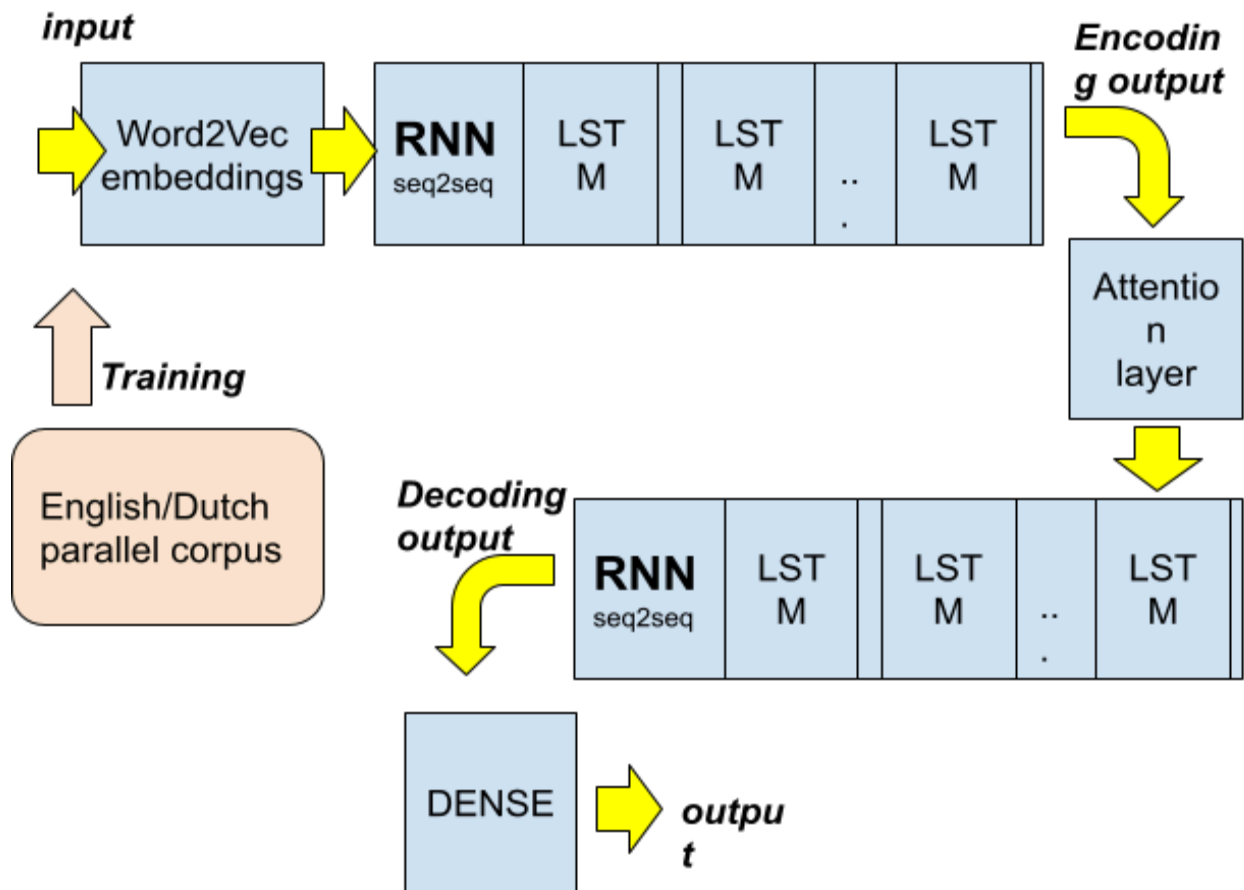 input
Word2Vec
embeddings
RNN
seq2seq
LST
M
LST
M
..
.
LST
M
Encodin
g output
Attentio
n
layer
Training
English/Dutch
parallel corpus
Decoding
output
RNN
seq2seq
LST
M
LST
M
..
.
LST
M
DENSE
outpu
t